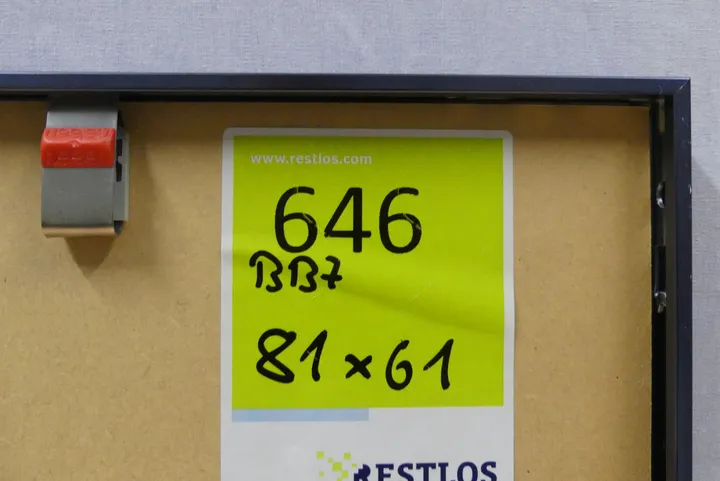 www.restlos.com
646
BB7
81 x 61
RESTLOS